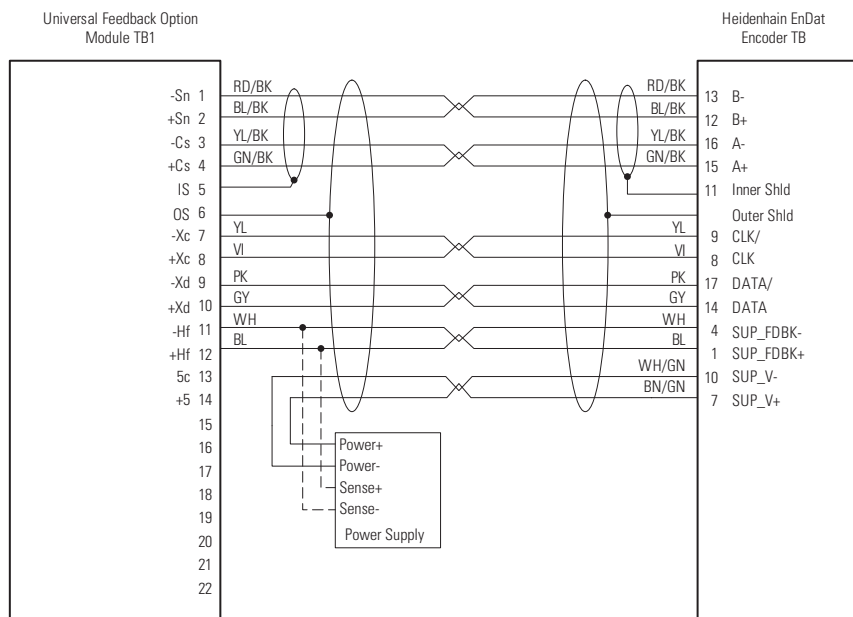 Universal Feedback Option
Module TB1
Heidenhain EnDat
Encoder TB
-Sn 1 RD/BK RD/BK 13 B-
+Sn 2 BL/BK BL/BK 12 B+
-Cs 3 YL/BK YL/BK 16 A-
+Cs 4 GN/BK GN/BK 15 A+
IS 5 11 Inner Shld
OS 6 Outer Shld
-Xc 7 YL YL 9 CLK/
+Xc 8 VI VI 8 CLK
-Xd 9 PK PK 17 DATA/
+Xd 10 GY GY 14 DATA
-Hf 11 WH WH 4 SUP_FDBK-
+Hf 12 BL BL 1 SUP_FDBK+
5c 13 WH/GN 10 SUP_V-
+5 14 BN/GN 7 SUP_V+
15
16 Power+
17 Power-
18 Sense+
19 Sense-
20 Power Supply
21
22